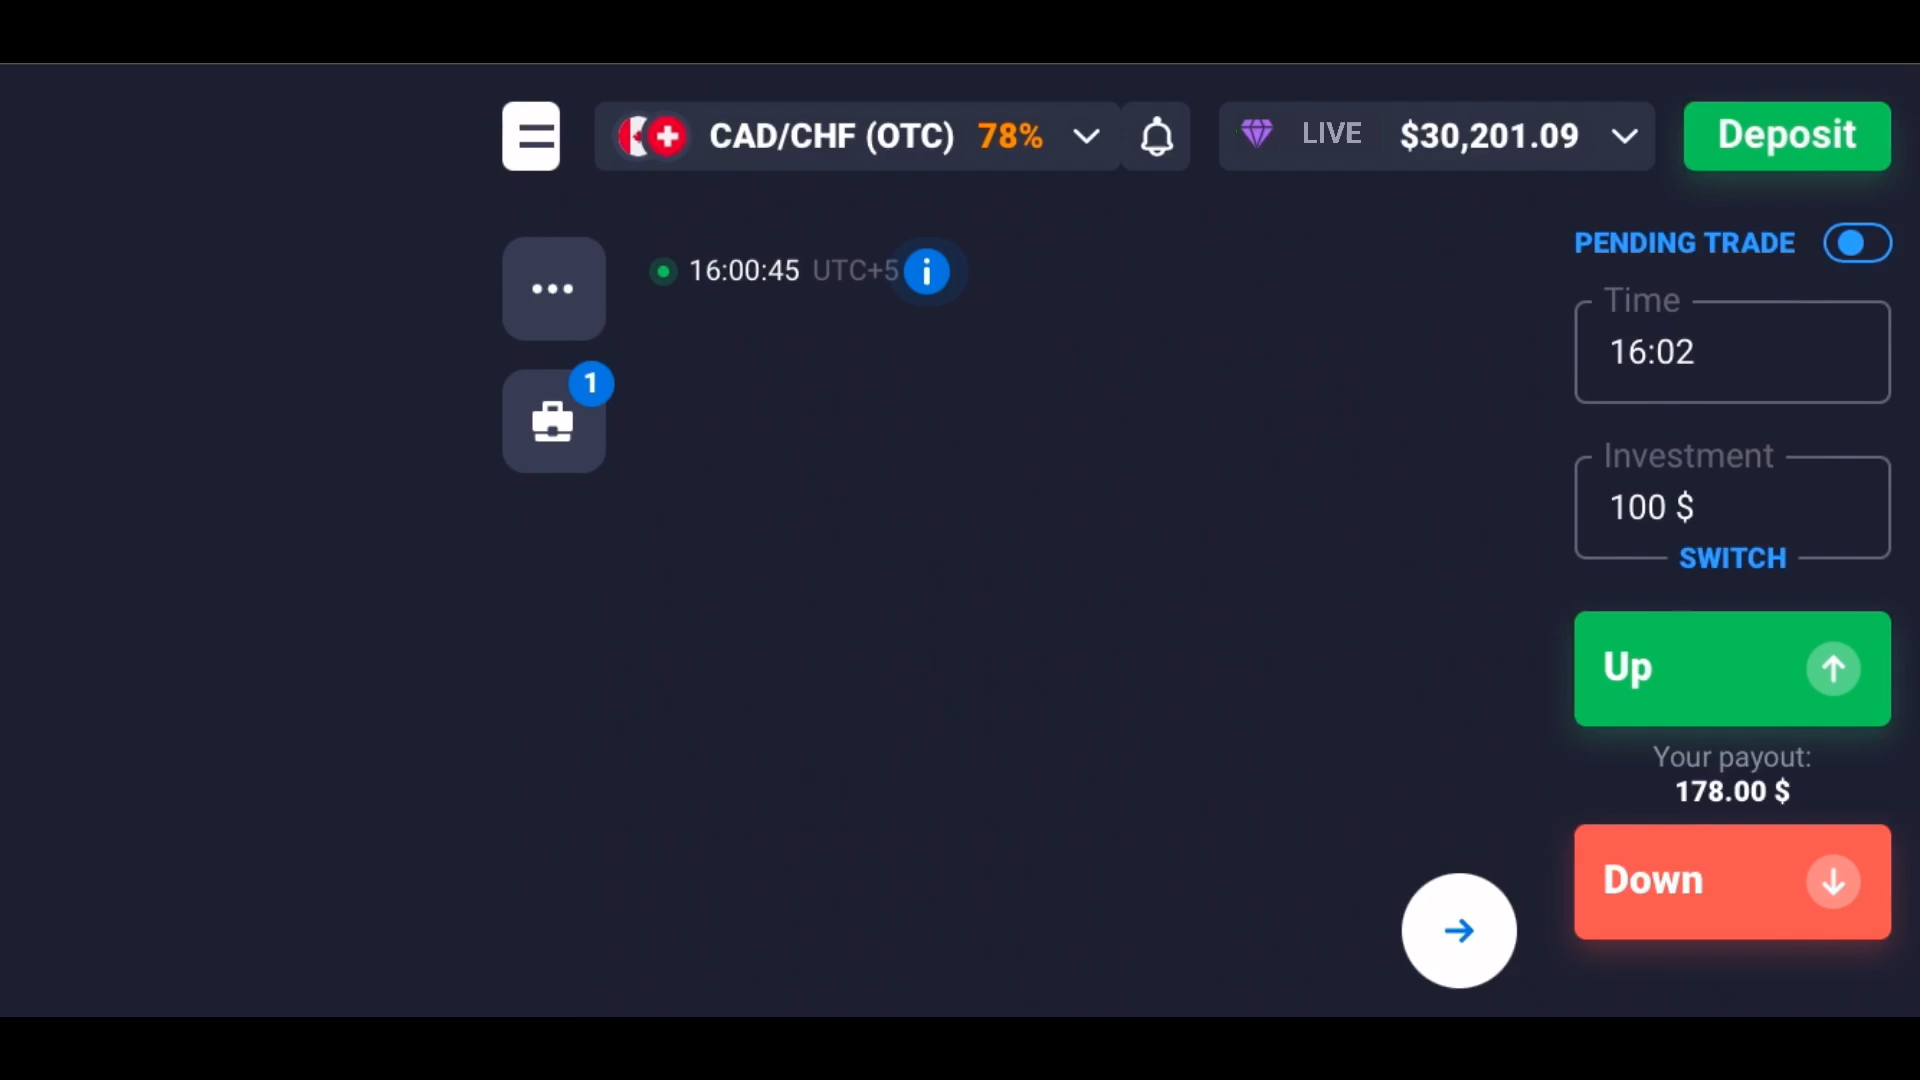 CAD/CHF (OTC) 78%
LIVE $30,201.09
Deposit
16:00:45 UTC+5
PENDING TRADE
Time
16:02
1
Investment
100 $
SWITCH
Up
Your payout:
178.00 $
Down